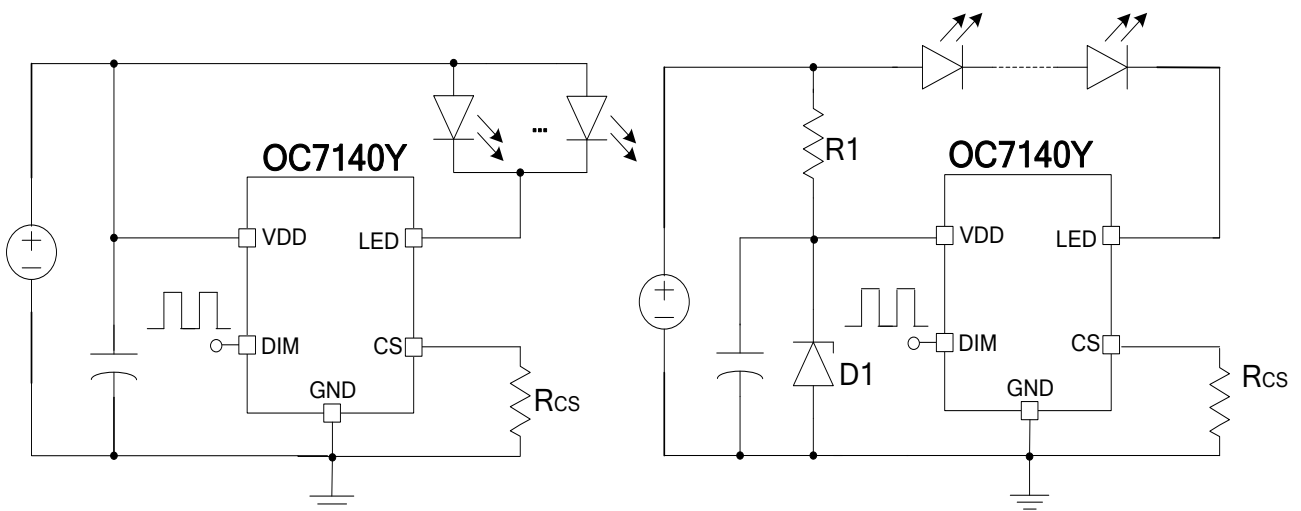 OC7140Y
VDD
LED
DIM
CS
GND
RCS
...
R1
OC7140Y
VDD
LED
D1
DIM
CS
GND
RCS